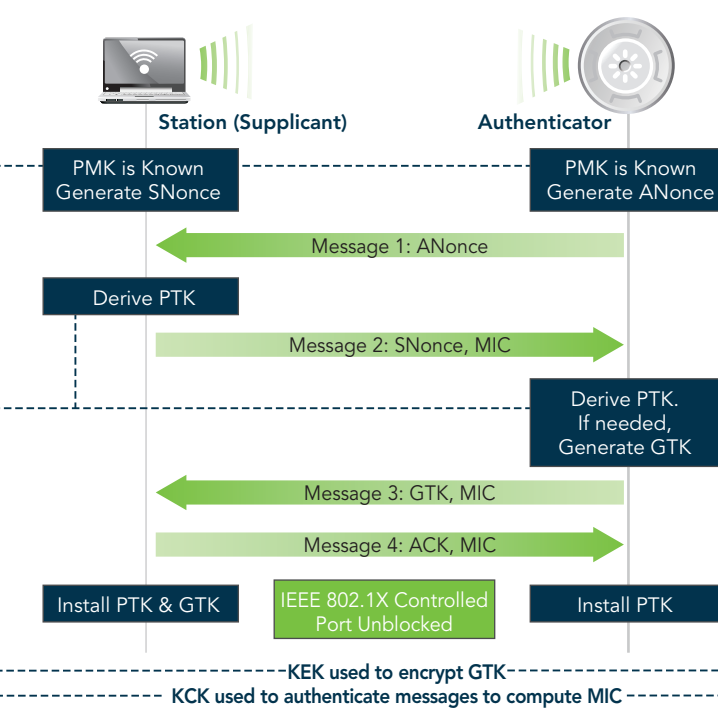 Station (Supplicant)
Authenticator
PMK is Known
Generate SNonce
PMK is Known
Generate ANonce
Message 1: ANonce
Derive PTK
Message 2: SNonce, MIC
Derive PTK.
If needed,
Generate GTK
Message 3: GTK, MIC
Message 4: ACK, MIC
Install PTK & GTK
IEEE 802.1X Controlled
Port Unblocked
Install PTK
KEK used to encrypt GTK
KCK used to authenticate messages to compute MIC